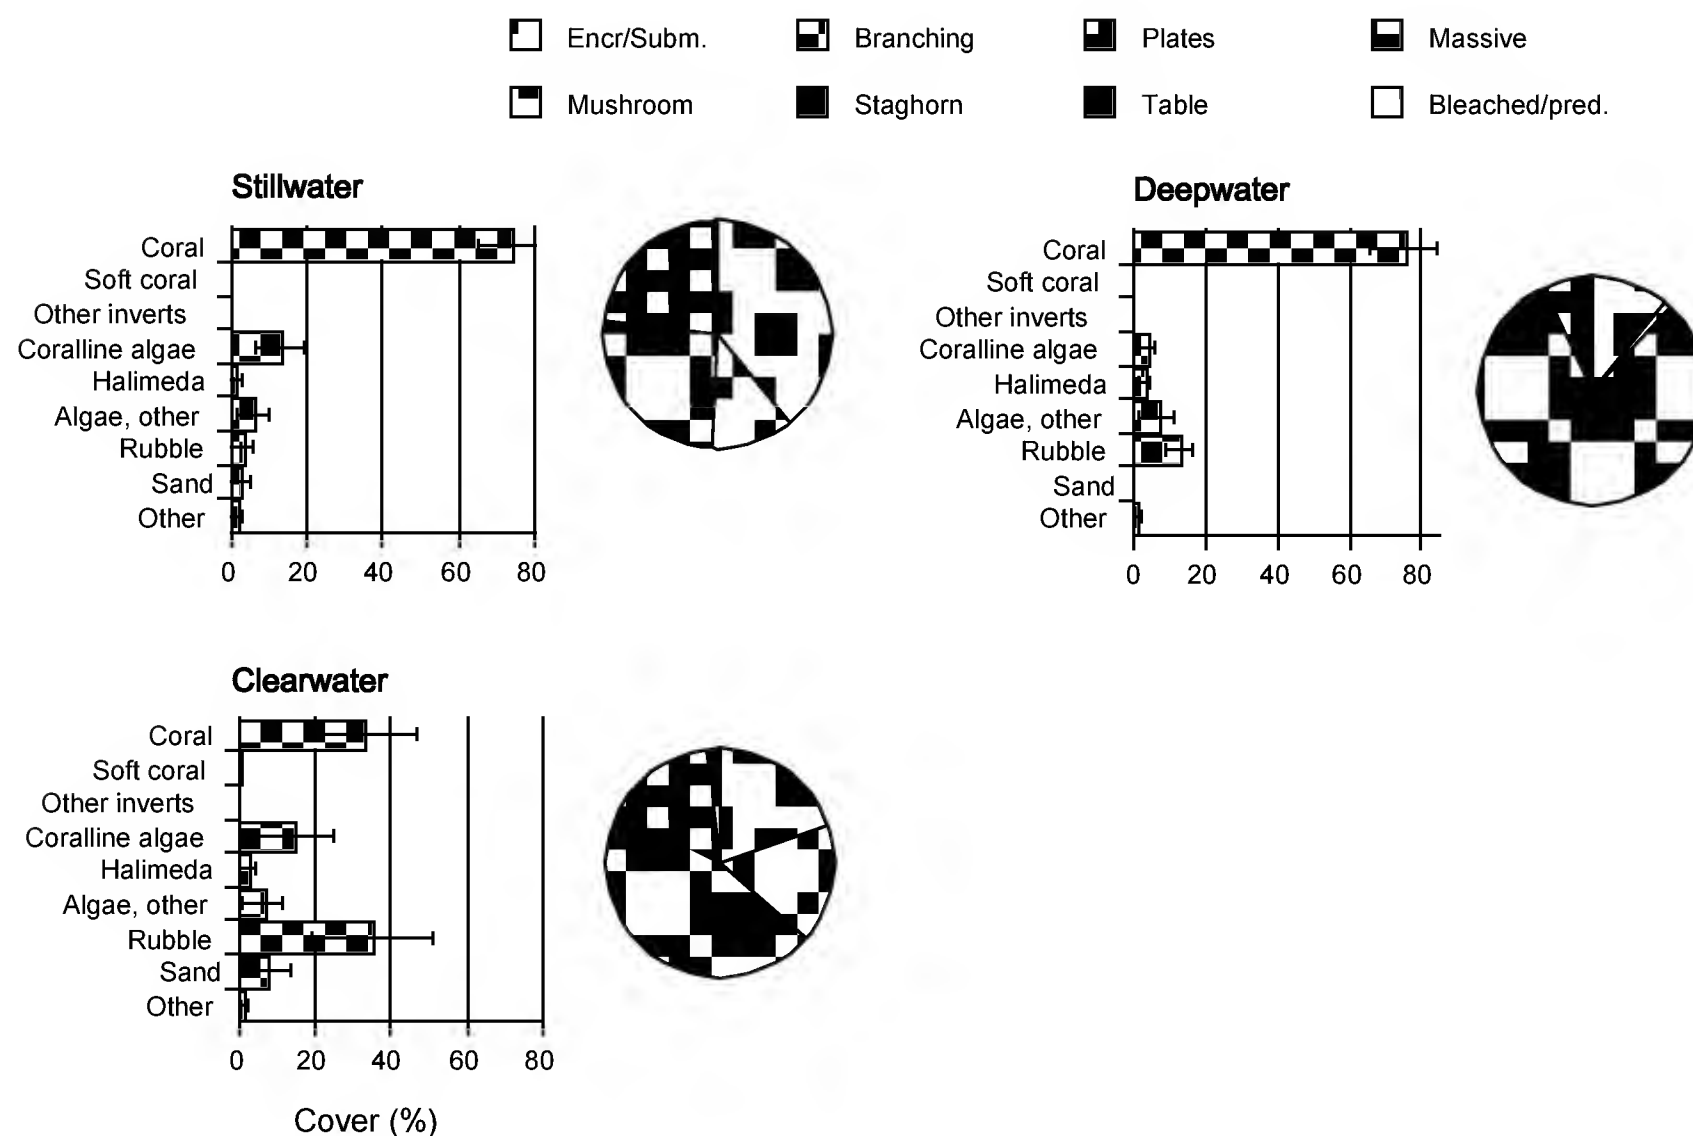 Encr/Subm. Branching Plates Massive
Mushroom Staghorn Table Bleached/pred.
Stillwater
Coral
Soft coral
Other inverts
Coralline algae
Halimeda
Algae, other
Rubble
Sand
Other
0 20 40 60 80
Deepwater
Coral
Soft coral
Other inverts
Coralline algae
Halimeda
Algae, other
Rubble
Sand
Other
0 20 40 60 80
Clearwater
Coral
Soft coral
Other inverts
Coralline algae
Halimeda
Algae, other
Rubble
Sand
Other
0 20 40 60 80
Cover (%)